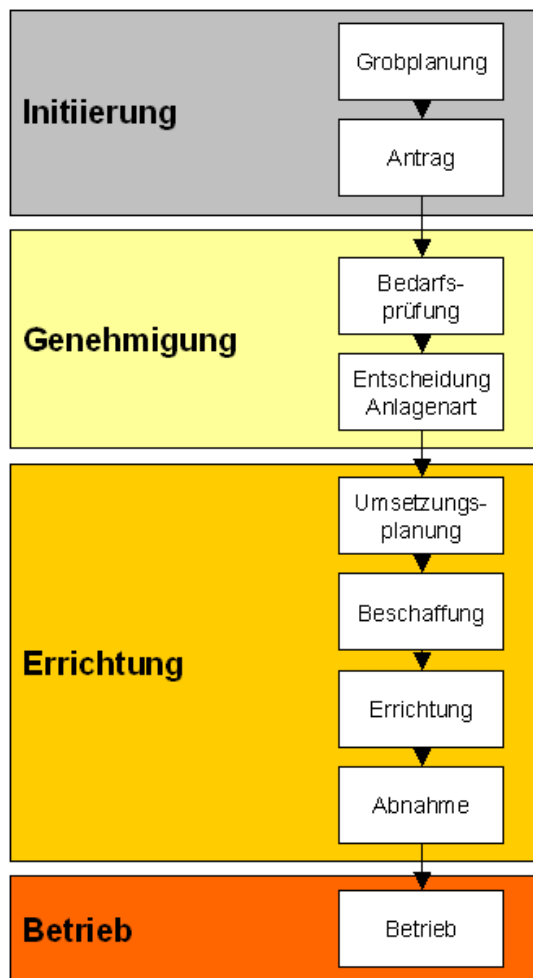 Initiierung
Grobplanung
Antrag
Genehmigung
Bedarfs-
prüfung
Entscheidung
Anlagenart
Errichtung
Umsetzungs-
planung
Beschaffung
Errichtung
Abnahme
Betrieb
Betrieb